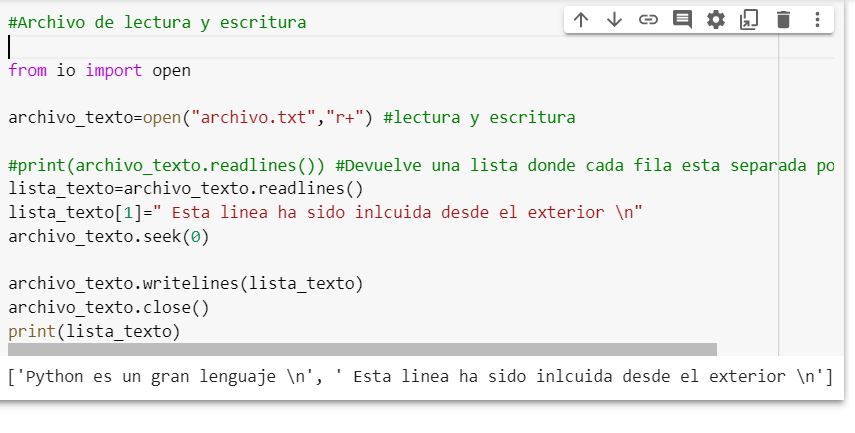 #Archivo de lectura y escritura
from io import open
archivo_texto=open("archivo.txt","r+") #lectura y escritura
#print(archivo_texto.readlines()) #Devuelve una lista donde cada fila esta separada po
lista_texto=archivo_texto.readlines()
lista_texto[1]=" Esta linea ha sido inlcuida desde el exterior \n"
archivo_texto.seek(0)
archivo_texto.writelines(lista_texto)
archivo_texto.close()
print(lista_texto)
['Python es un gran lenguaje \n', ' Esta linea ha sido inlcuida desde el exterior \n']